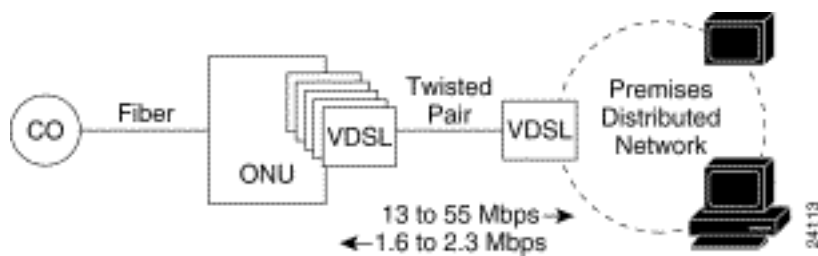 CO
Fiber
ONU
VDSL
Twisted
Pair
VDSL
Premises
Distributed
Network
13 to 55 Mbps
1.6 to 2.3 Mbps
24113